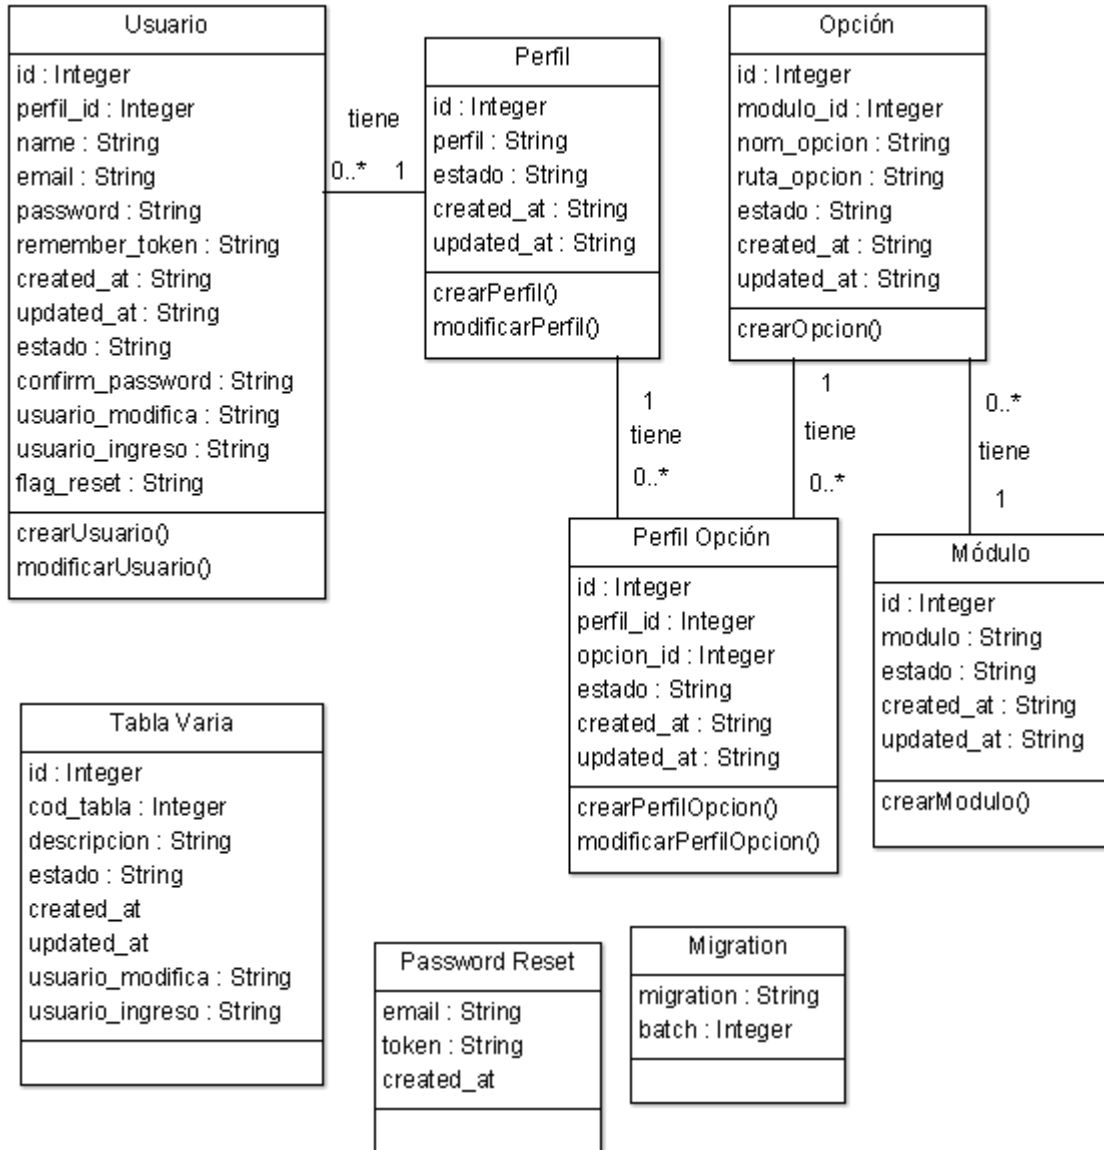 Usuario
id : Integer
perfil_id : Integer
name : String
email : String
password : String
remember_token : String
created_at : String
updated_at : String
estado : String
confirm_password : String
usuario_modifica : String
usuario_ingreso : String
flag_reset : String
crearUsuario()
modificarUsuario()
tiene
0..* 1
Perfil
id : Integer
perfil : String
estado : String
created_at : String
updated_at : String
crearPerfil()
modificarPerfil()
Opción
id : Integer
modulo_id : Integer
nom_opcion : String
ruta_opcion : String
estado : String
created_at : String
updated_at : String
crearOpcion()
1
tiene
0..*
1
tiene
0..*
0..*
tiene
1
Perfil Opción
id : Integer
perfil_id : Integer
opcion_id : Integer
estado : String
created_at : String
updated_at : String
crearPerfilOpcion()
modificarPerfilOpcion()
Módulo
id : Integer
modulo : String
estado : String
created_at : String
updated_at : String
crearModulo()
Tabla Varia
id : Integer
cod_tabla : Integer
descripcion : String
estado : String
created_at
updated_at
usuario_modifica : String
usuario_ingreso : String
Password Reset
email : String
token : String
created_at
Migration
migration : String
batch : Integer